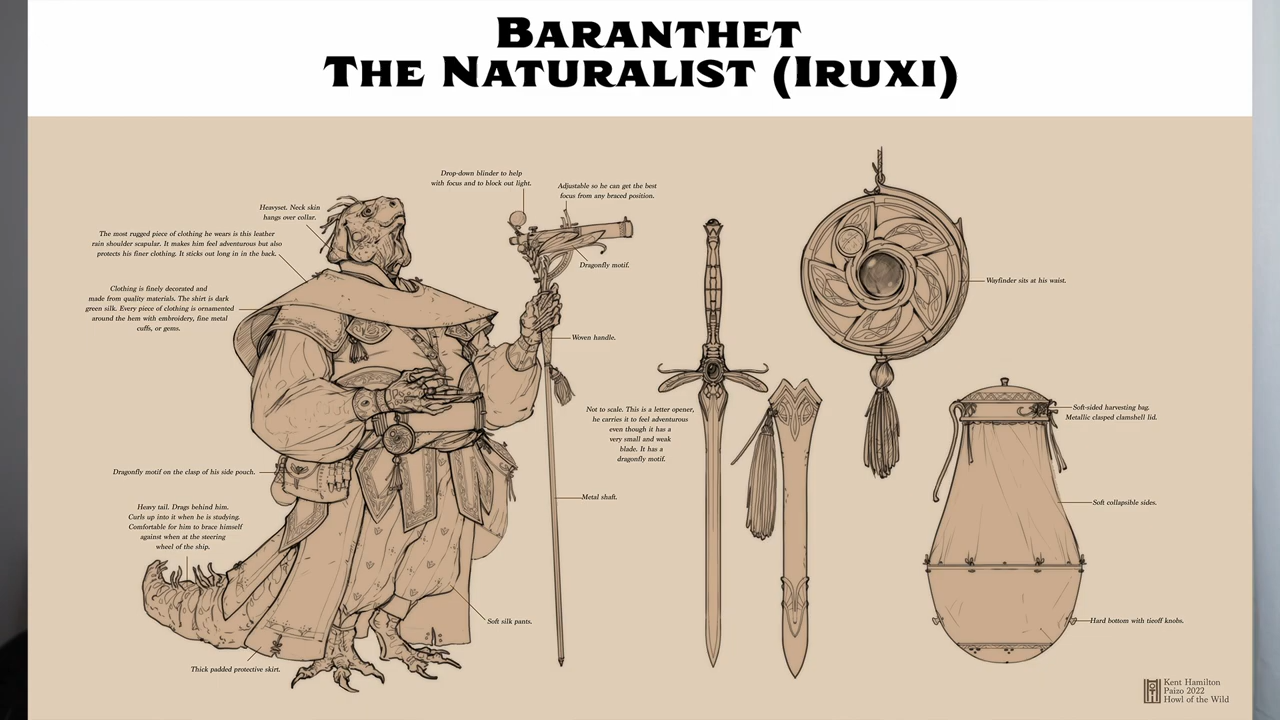 BARANTHET
THE NATURALIST (IRUXI)
Drop-down blinder to help
with focus and to block out light.
Adjustable so he can get the best
focus from any braced position.
Heavyset. Neck skin
hangs over collar.
The most rugged piece of clothing he wears is this leather
rain shoulder scapular. It makes him feel adventurous but also
protects his finer clothing. It sticks out long in in the back.
Dragonfly motif.
Wayfinder sits at his waist.
Clothing is finely decorated and
made from quality materials. The shirt is dark
green silk. Every piece of clothing is ornamented
around the hem with embroidery, fine metal
cuffs, or gems.
Woven handle.
Not to scale. This is a letter opener,
he carries it to feel adventurous
even though it has a
very small and weak
blade. It has a
dragonfly motif.
Soft-sided harvesting bag.
Metallic clasped clamshell lid.
Dragonfly motif on the clasp of his side pouch.
Metal shaft.
Soft collapsible sides.
Heavy tail. Drags behind him.
Curls up into it when he is studying.
Comfortable for him to brace himself
against when at the steering
wheel of the ship.
Soft silk pants.
Hard bottom with tieoff knobs.
Thick padded protective skirt.
Kent Hamilton
Paizo 2022
Howl of the Wild